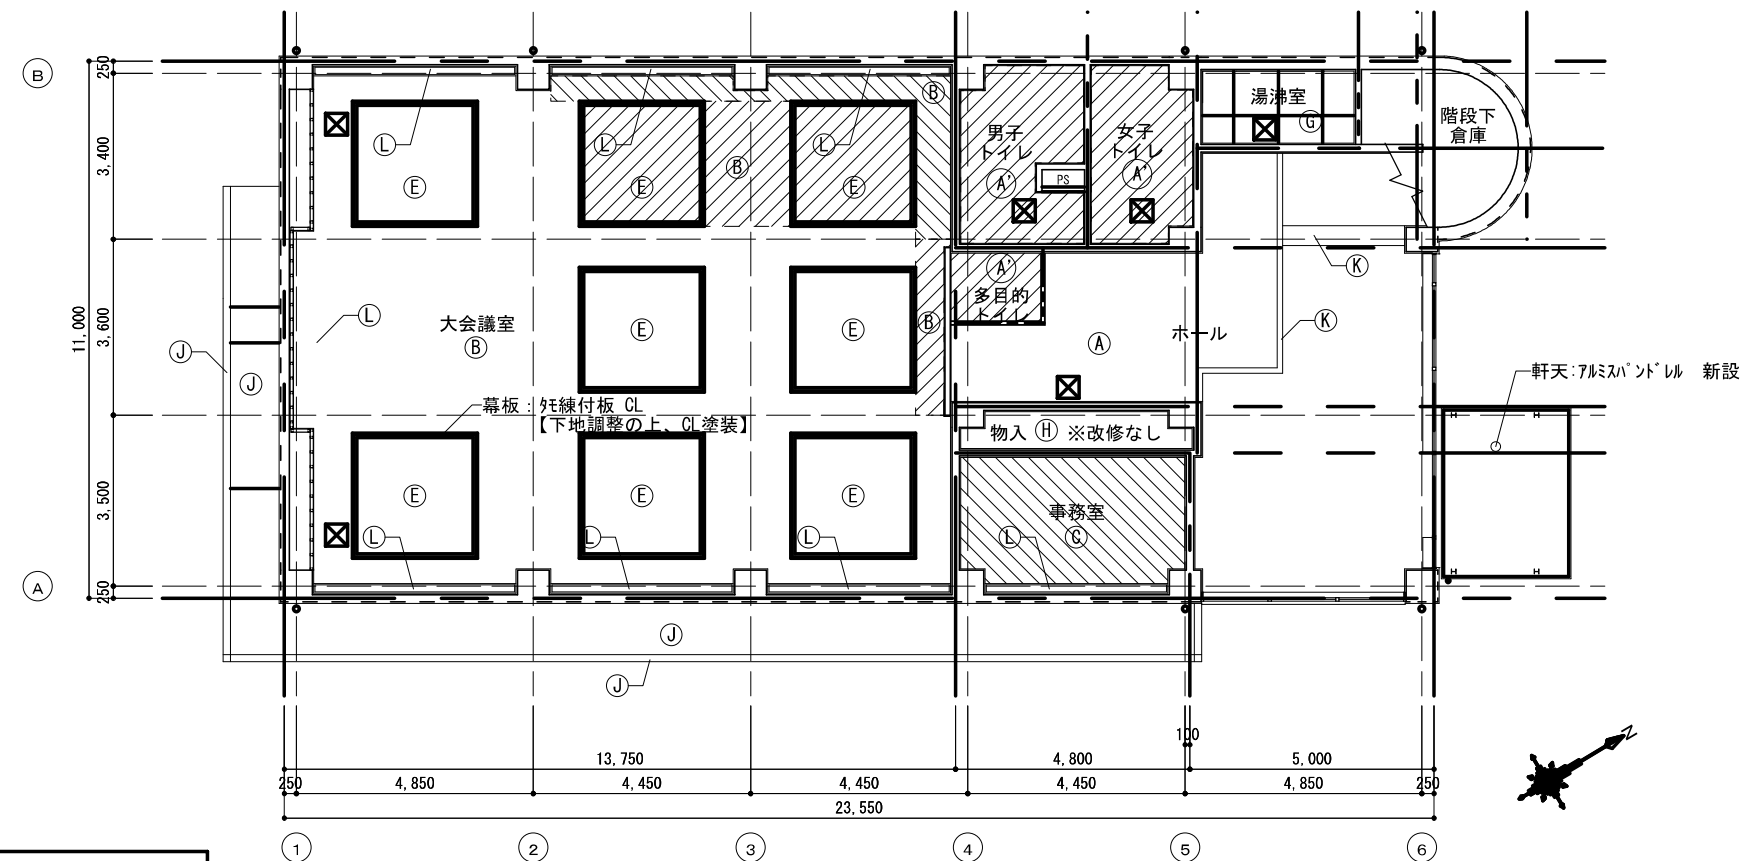 B
250
3,400
11,000
3,600
3,500
250
A
L
L
L
B
L
L
L
E
E
B
E
男子
トイレ
A'
PS
女子
トイレ
A'
湯沸室
G
階段下
倉庫
K
K
A'
多目的
トイレ
J
J
L
大会議室
B
E
E
B
A
ホール
軒天:アルミスパンドレル 新設
幕板:タモ練付板 CL
【下地調整の上、CL塗装】
物入 H ※改修なし
E
E
E
事務室
C
L
L
L
L
J
J
N
100
13,750
4,800
5,000
250
4,850
4,450
4,450
4,450
4,850
250
23,550
1
2
3
4
5
6